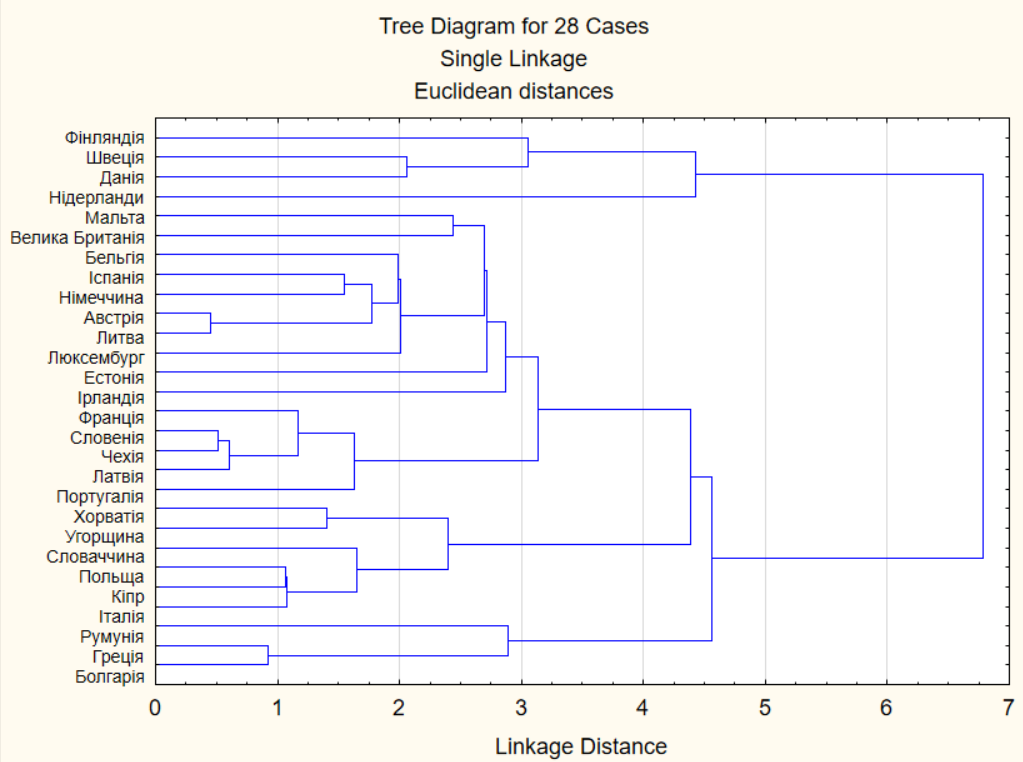 Tree Diagram for 28 Cases
Single Linkage
Euclidean distances
Фінляндія
Швеція
Данія
Нідерланди
Мальта
Велика Британія
Бельгія
Іспанія
Німеччина
Австрія
Литва
Люксембург
Естонія
Ірландія
Франція
Словенія
Чехія
Латвія
Португалія
Хорватія
Угорщина
Словаччина
Польща
Кіпр
Італія
Румунія
Греція
Болгарія
0 1 2 3 4 5 6 7
Linkage Distance